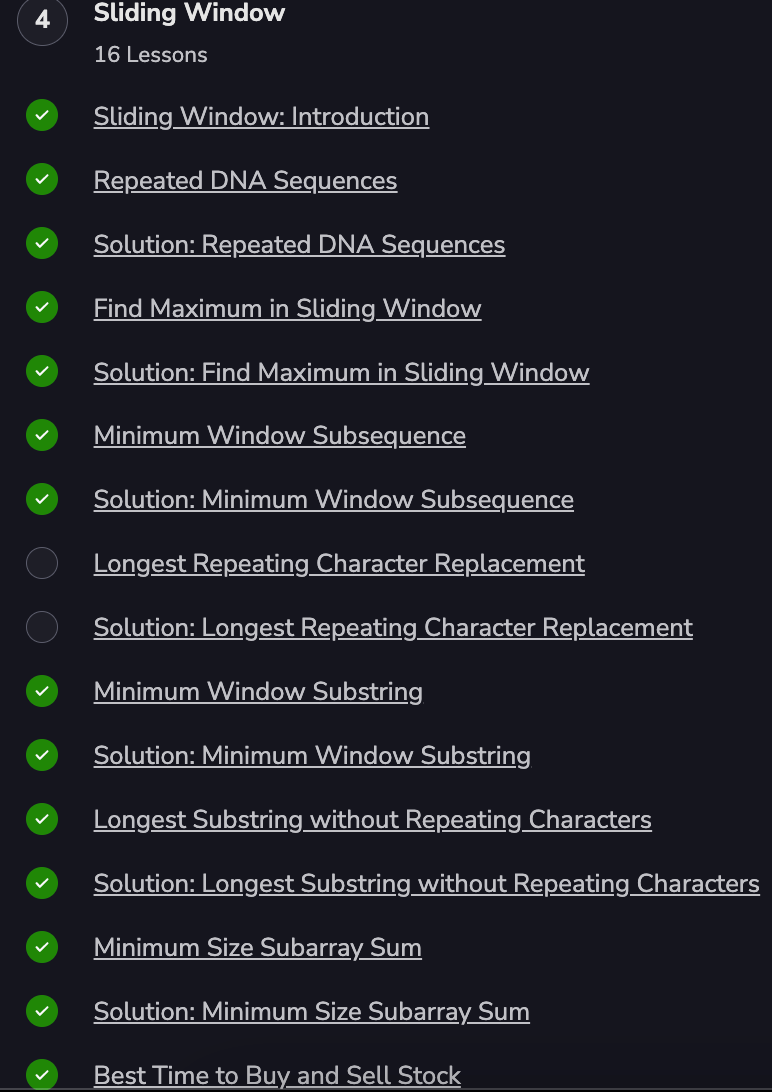 4
Sliding Window
16 Lessons
Sliding Window: Introduction
Repeated DNA Sequences
Solution: Repeated DNA Sequences
Find Maximum in Sliding Window
Solution: Find Maximum in Sliding Window
Minimum Window Subsequence
Solution: Minimum Window Subsequence
Longest Repeating Character Replacement
Solution: Longest Repeating Character Replacement
Minimum Window Substring
Solution: Minimum Window Substring
Longest Substring without Repeating Characters
Solution: Longest Substring without Repeating Characters
Minimum Size Subarray Sum
Solution: Minimum Size Subarray Sum
Best Time to Buy and Sell Stock